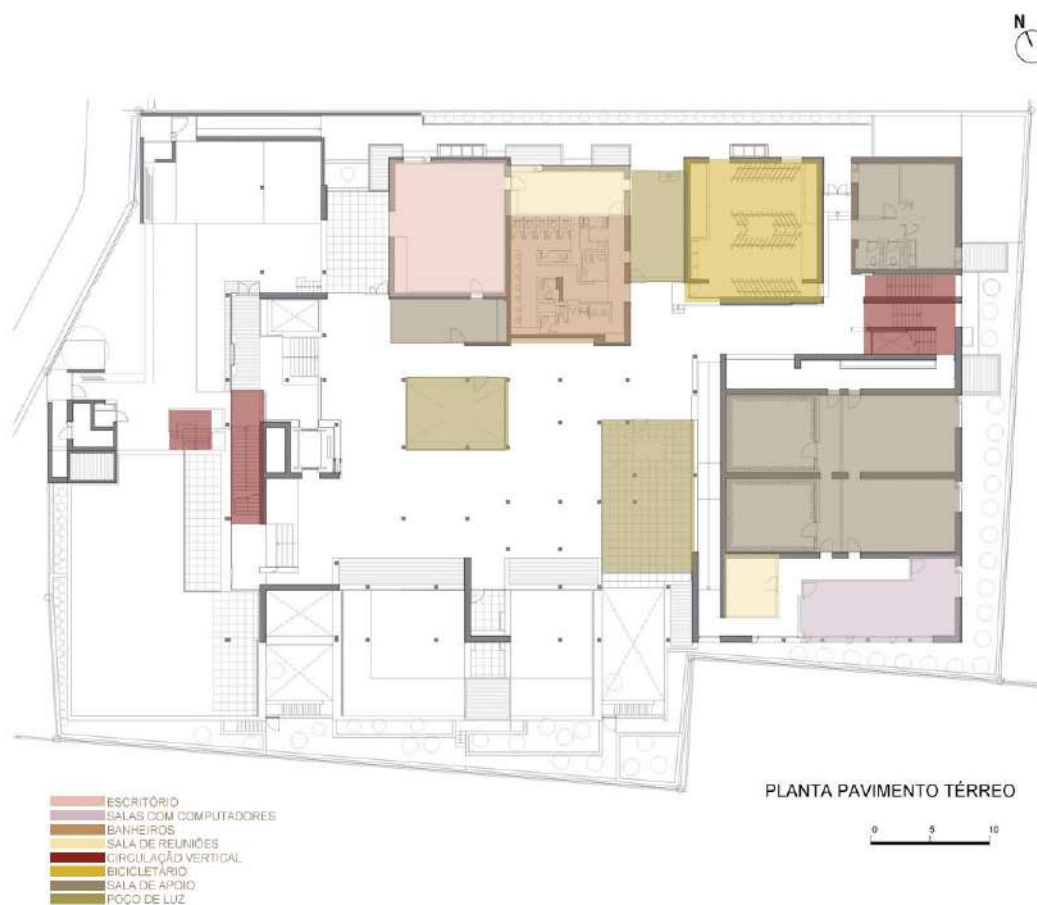 N
PLANTA PAVIMENTO TÉRREO
0 5 10
ESCRITÓRIO
SALAS COM COMPUTADORES
BANHEIROS
SALA DE REUNIÕES
CIRCULAÇÃO VERTICAL
BICICLETÁRIO
SALA DE APOIO
POÇO DE LUZ